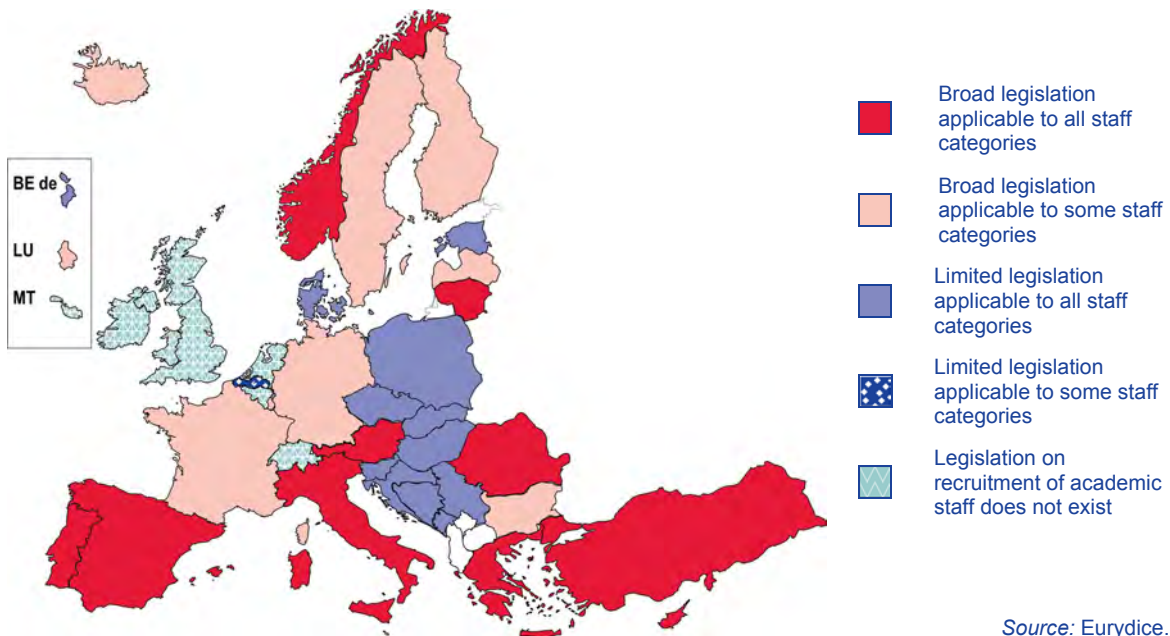 BE de
LU
MT
Broad legislation
applicable to all staff
categories
Broad legislation
applicable to some staff
categories
Limited legislation
applicable to all staff
categories
Limited legislation
applicable to some staff
categories
Legislation on
recruitment of academic
staff does not exist
Source: Eurydice.